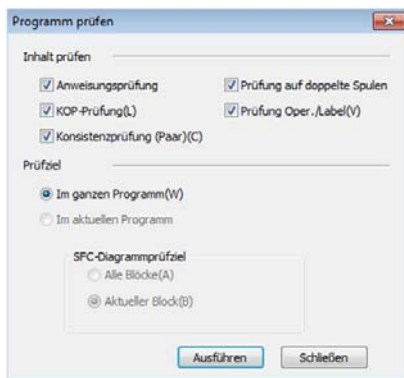 Programm prüfen
Inhalt prüfen
Anweisungsprüfung
Prüfung auf doppelte Spulen
KOP-Prüfung(L)
Prüfung Oper./Label(V)
Konsistenzprüfung (Paar)(C)
Prüfziel
Im ganzen Programm(W)
Im aktuellen Programm
SFC-Diagrammprüfziel
Alle Blöcke(A)
Aktueller Block(B)
Ausführen
Schließen